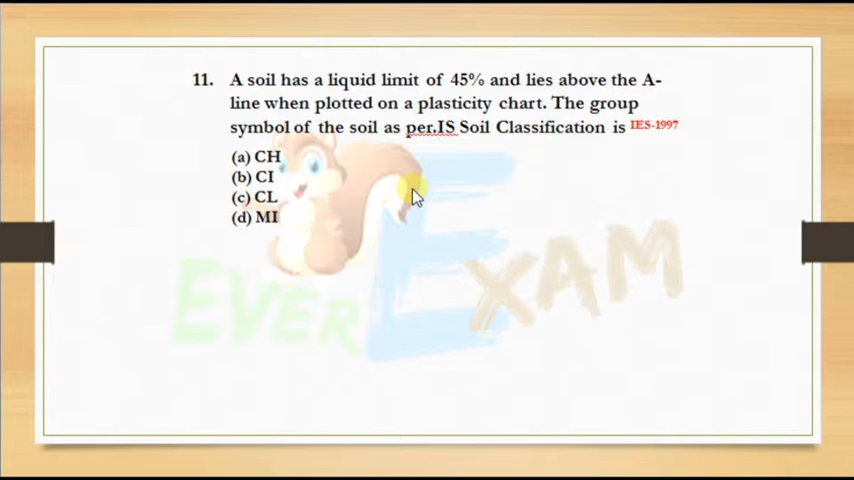 11. A soil has a liquid limit of 45% and lies above the A-
line when plotted on a plasticity chart. The group
symbol of the soil as per.IS Soil Classification is IES-1997
(a) CH
(b) CI
(c) CL
(d) MI
EVER EXAM